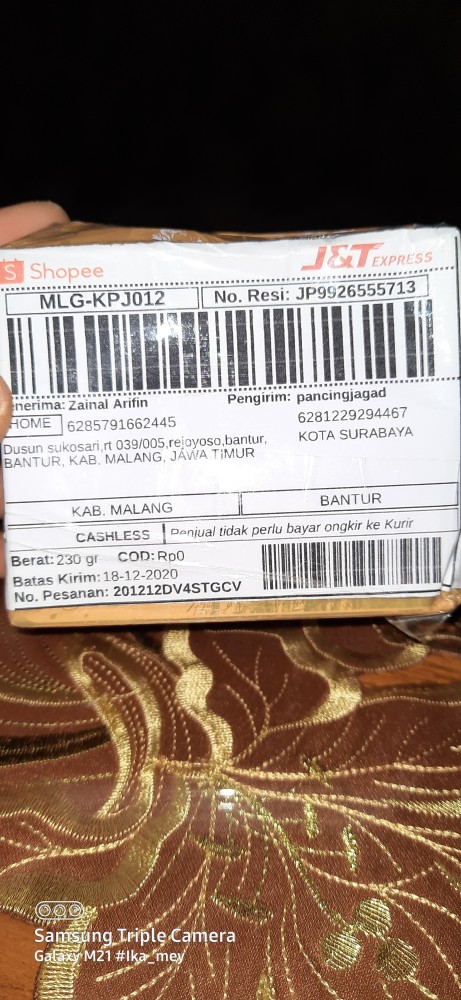 S Shopee
J&T EXPRESS
MLG-KPJ012
No. Resi: JP9926555713
enerima: Zainal Arifin
Pengirim: pancingjagad
HOME 6285791662445
6281229294467
KOTA SURABAYA
Dusun sukosari,rt 039/005,rejoyoso,bantur,
BANTUR, KAB. MALANG, JAWA TIMUR
KAB. MALANG
BANTUR
CASHLESS
Penjual tidak perlu bayar ongkir ke Kurir
Berat: 230 gr COD: Rp0
Batas Kirim: 18-12-2020
No. Pesanan: 201212DV4STGCV
Samsung Triple Camera
Galaxy M21 #Ika_mey